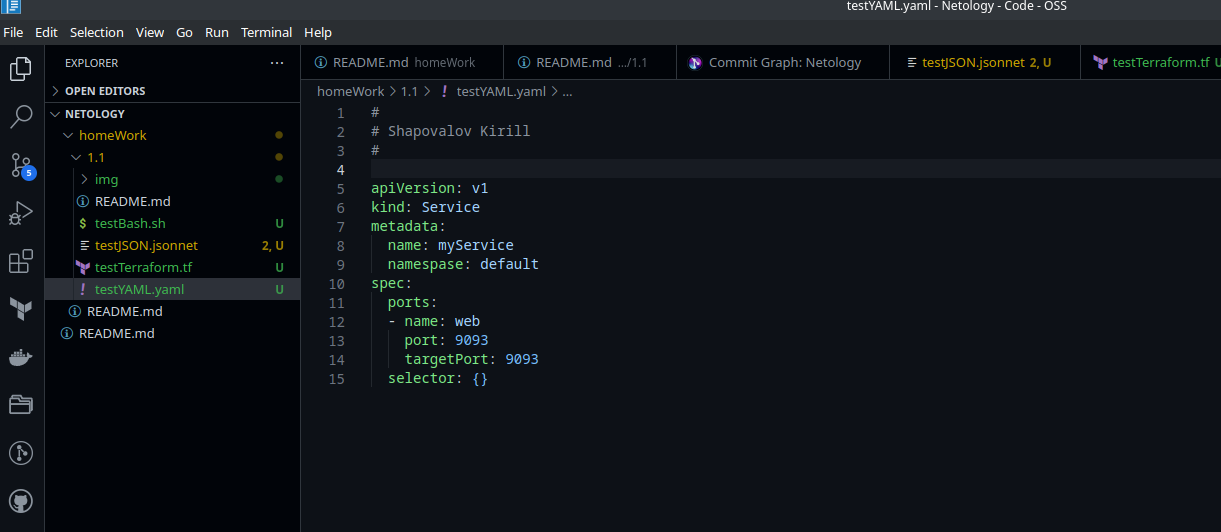 testYAML.yaml - Netology - Code - OSS
File Edit Selection View Go Run Terminal Help
EXPLORER ...
OPEN EDITORS
NETOLOGY
homeWork
1.1
img
README.md
$ testBash.sh U
testJSON.jsonnet 2, U
testTerraform.tf U
! testYAML.yaml U
README.md
README.md
5
README.md homeWork
README.md .../1.1
Commit Graph: Netology
testJSON.jsonnet 2, U
testTerraform.tf U
homeWork > 1.1 > ! testYAML.yaml > ...
1 #
2 # Shapovalov Kirill
3 #
4
5 apiVersion: v1
6 kind: Service
7 metadata:
8   name: myService
9   namespase: default
10 spec:
11   ports:
12   - name: web
13     port: 9093
14     targetPort: 9093
15   selector: {}